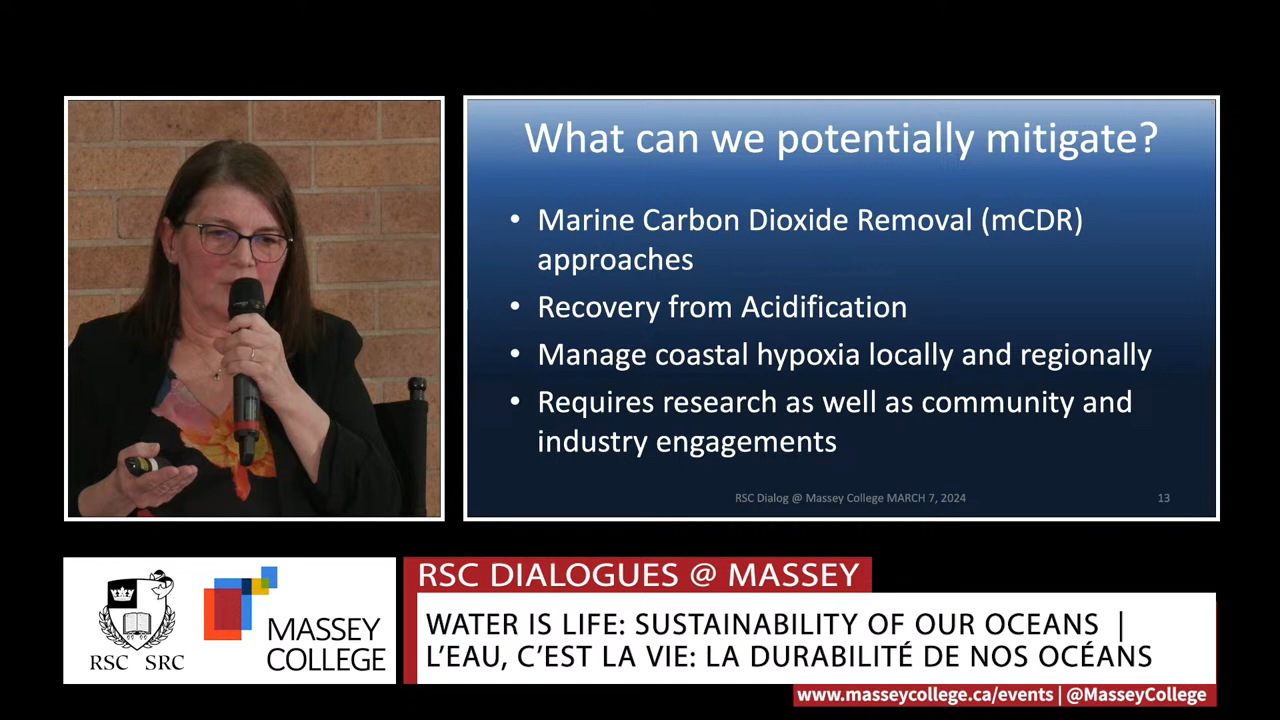 What can we potentially mitigate?
• Marine Carbon Dioxide Removal (mCDR)
approaches
• Recovery from Acidification
• Manage coastal hypoxia locally and regionally
• Requires research as well as community and
industry engagements
RSC Dialog @ Massey College MARCH 7, 2024
13
RSC SRC
MASSEY
COLLEGE
RSC DIALOGUES @ MASSEY
WATER IS LIFE: SUSTAINABILITY OF OUR OCEANS |
L'EAU, C'EST LA VIE: LA DURABILITÉ DE NOS OCÉANS
www.masseycollege.ca/events | @MasseyCollege